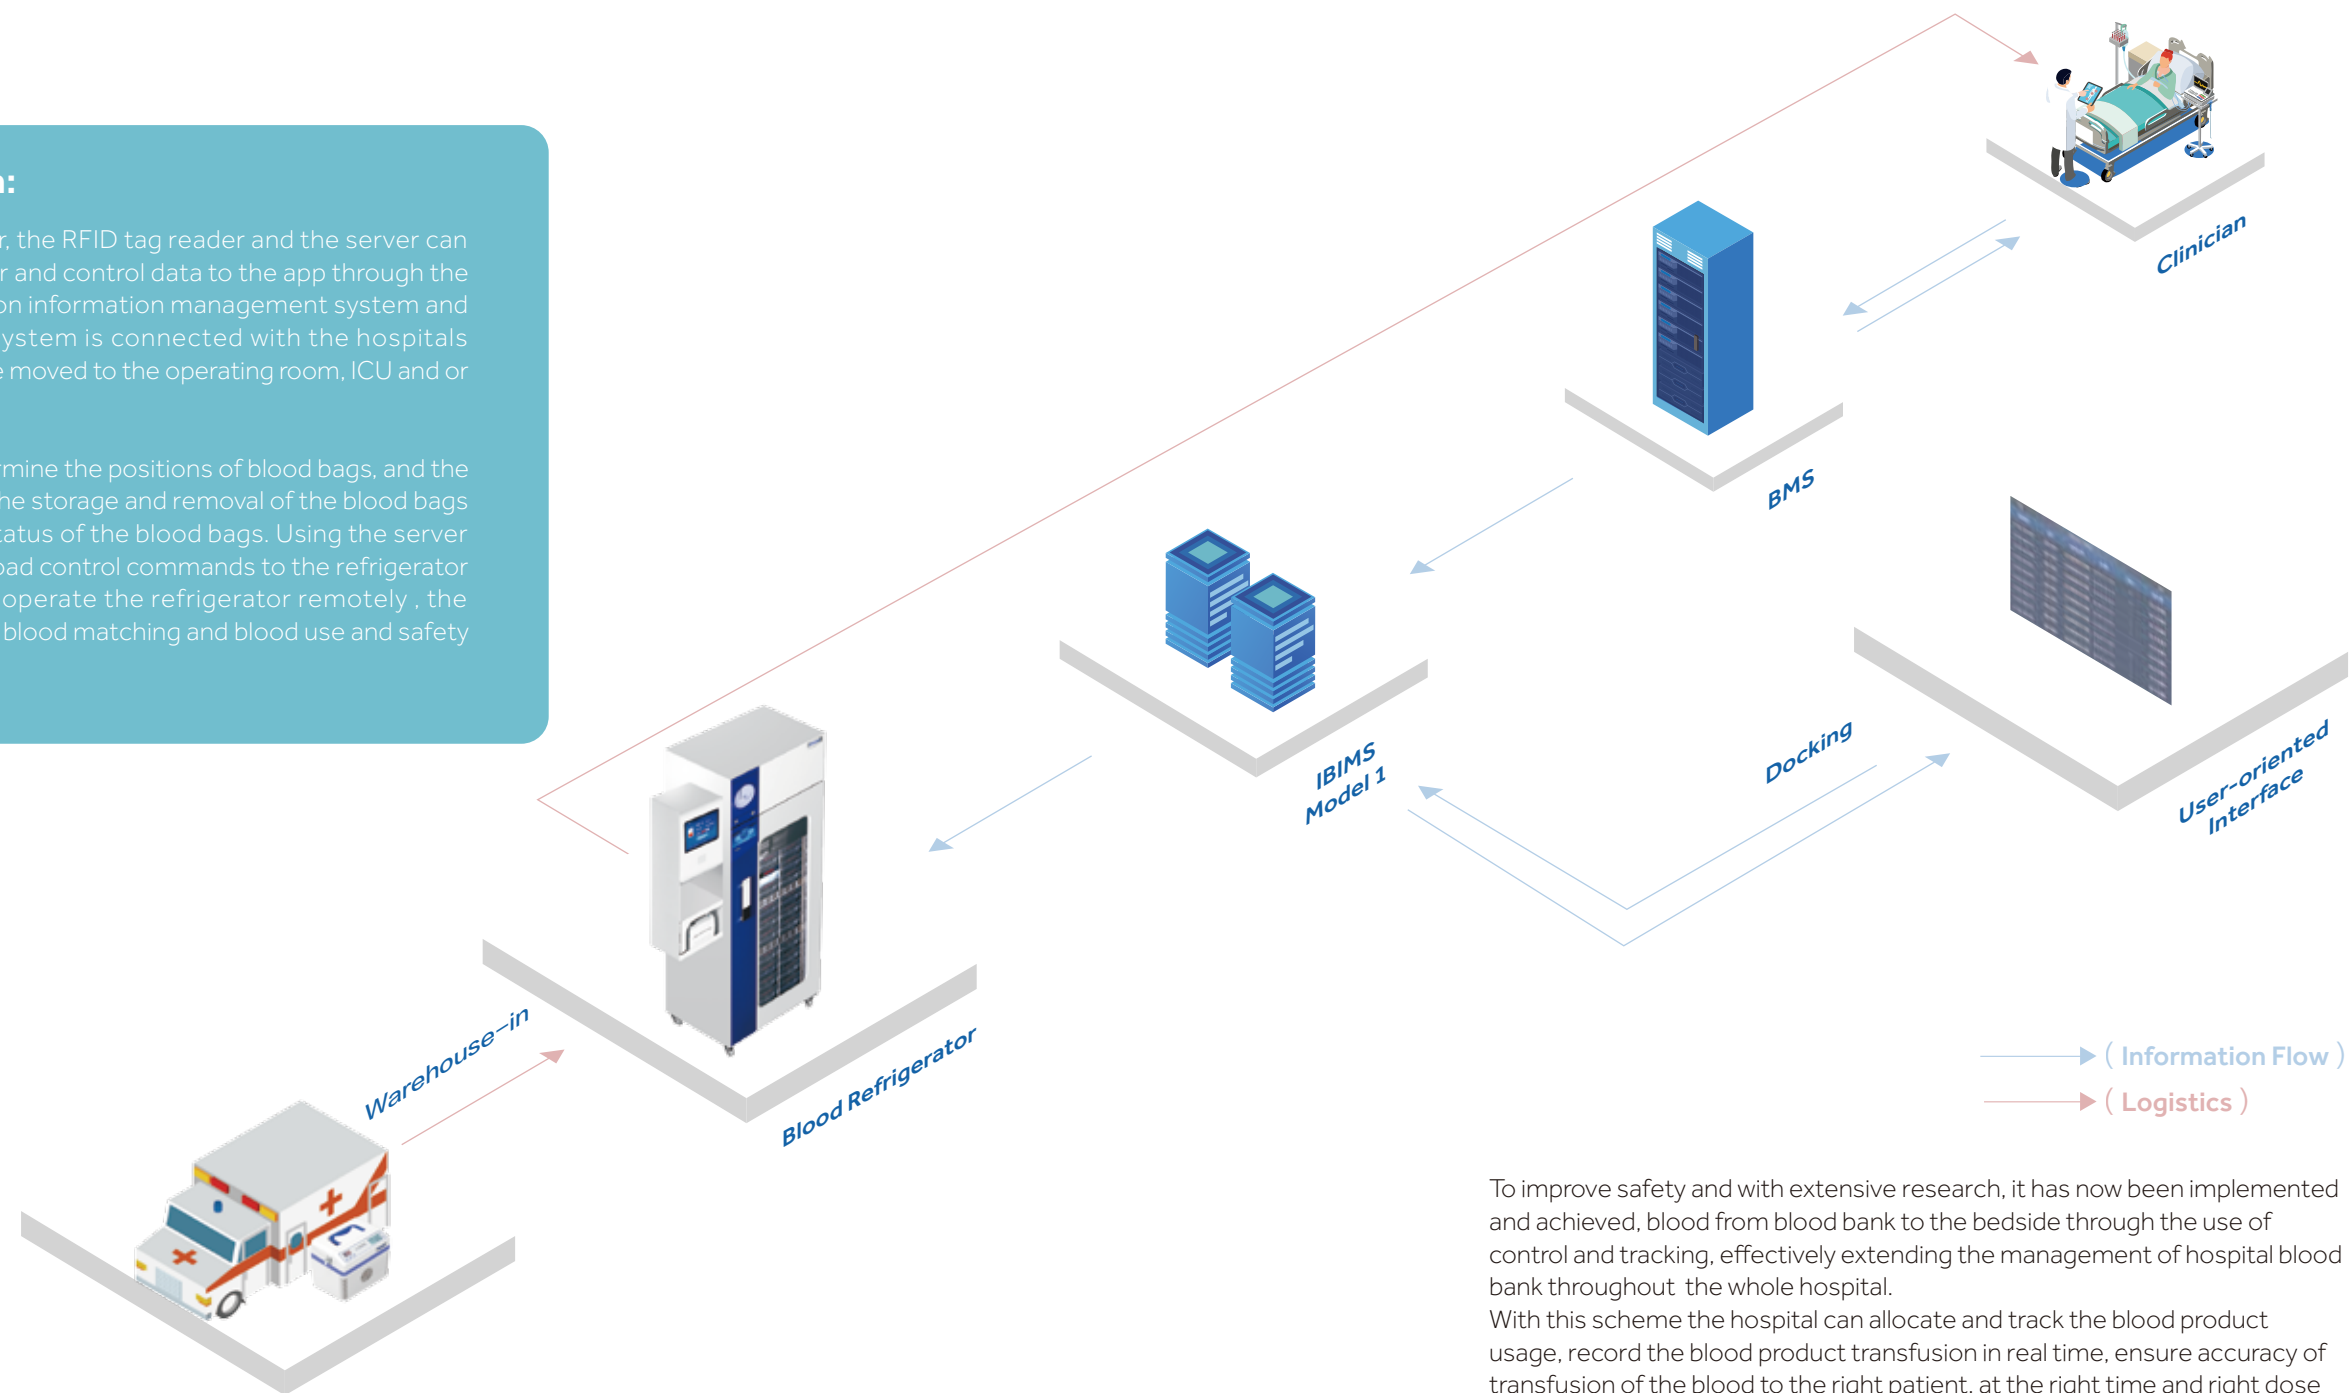 :
, the RFID tag reader and the server can
r and control data to the app through the
on information management system and
ystem is connected with the hospitals
e moved to the operating room, ICU and or
rmine the positions of blood bags, and the
he storage and removal of the blood bags
tatus of the blood bags. Using the server
oad control commands to the refrigerator
operate the refrigerator remotely , the
blood matching and blood use and safety
Clinician
BMS
IBIMS
Model 1
Docking
User-oriented
Interface
Warehouse-in
Blood Refrigerator
( Information Flow )
( Logistics )
To improve safety and with extensive research, it has now been implemented
and achieved, blood from blood bank to the bedside through the use of
control and tracking, effectively extending the management of hospital blood
bank throughout the whole hospital.
With this scheme the hospital can allocate and track the blood product
usage, record the blood product transfusion in real time, ensure accuracy of
transfusion of the blood to the right patient, at the right time and right dose